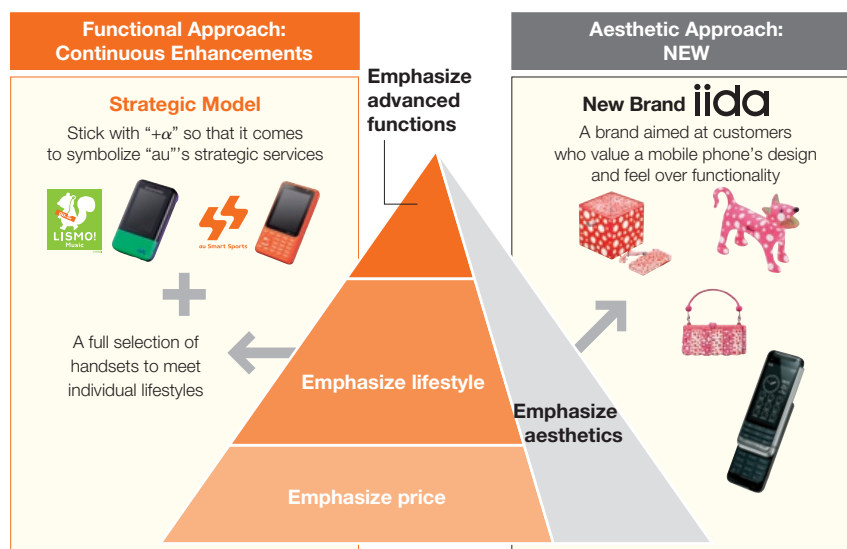 Functional Approach:
Continuous Enhancements
Strategic Model
Stick with “+α” so that it comes
to symbolize “au”’s strategic services
LISMO!
Music
au Smart Sports
A full selection of
handsets to meet
individual lifestyles
Emphasize
advanced
functions
Emphasize lifestyle
Emphasize price
Emphasize
aesthetics
Aesthetic Approach:
NEW
New Brand iida
A brand aimed at customers
who value a mobile phone’s design
and feel over functionality